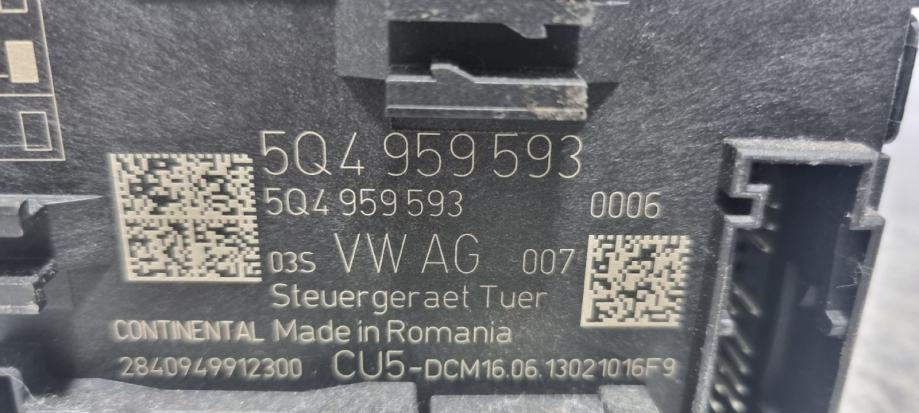 5Q4 959 593
5Q4 959 593 0006
03S VW AG 007
Steuergeraet Tuer
CONTINENTAL Made in Romania
2840949912300 CU5-DCM16.06.13021016F9